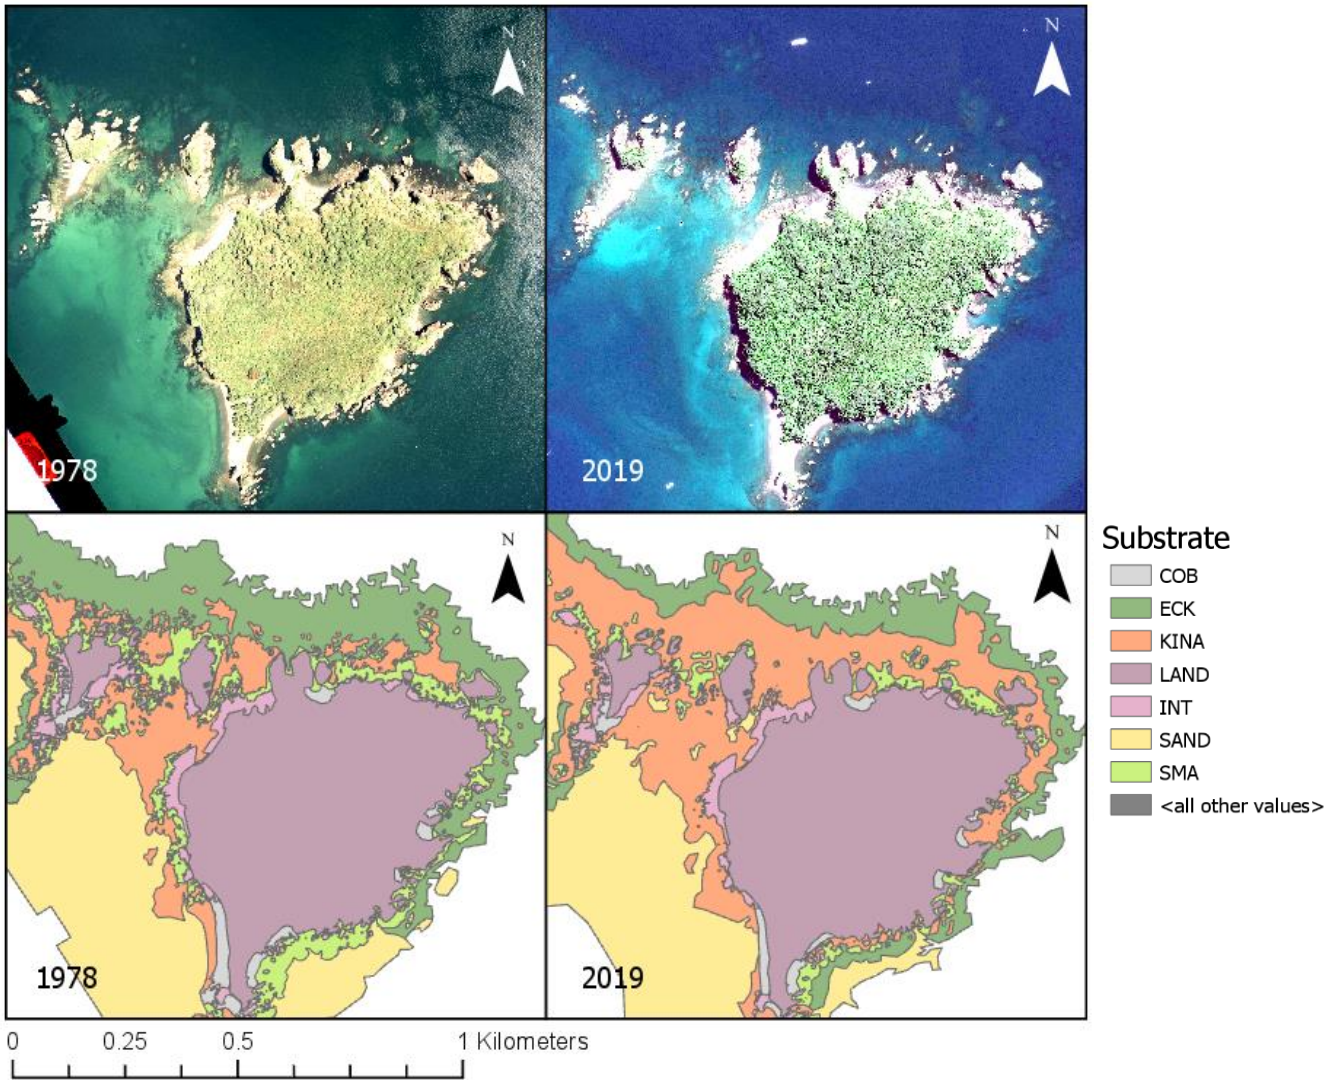 N
N
1978
2019
N
N
1978
2019
Substrate
COB
ECK
KINA
LAND
INT
SAND
SMA
<all other values>
0 0.25 0.5 1 Kilometers